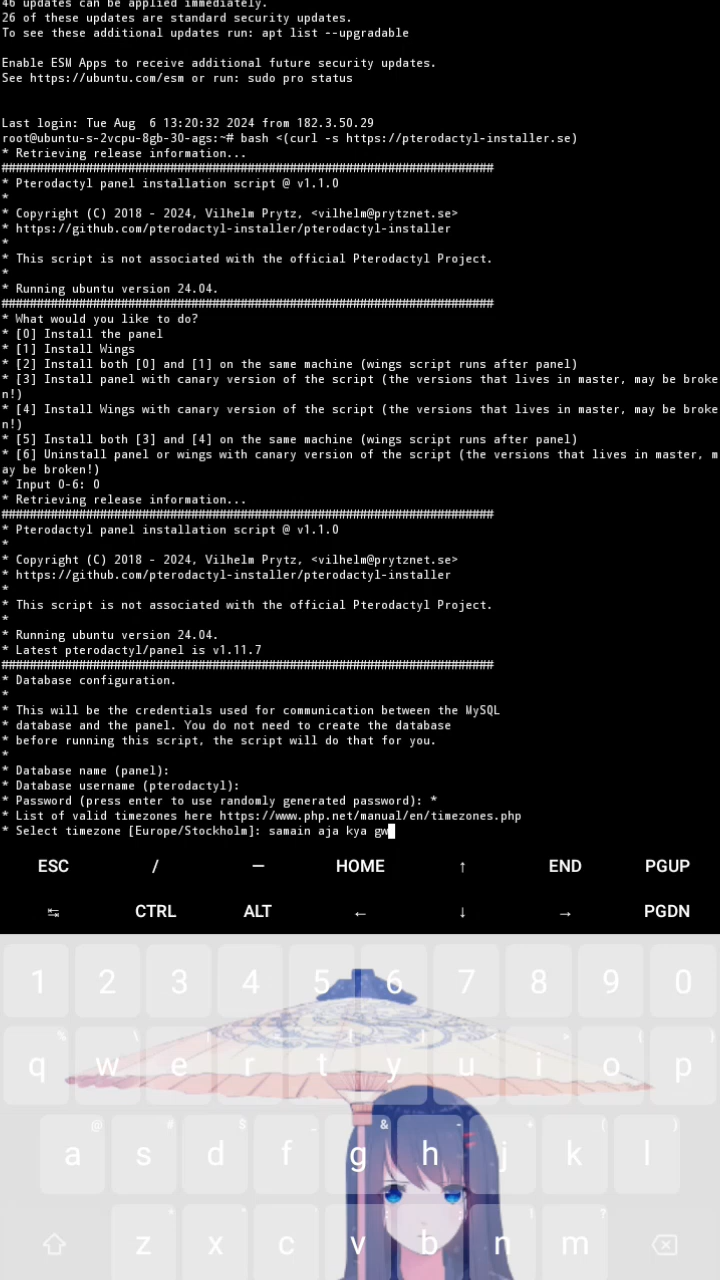 46 updates can be applied immediately.
26 of these updates are standard security updates.
To see these additional updates run: apt list --upgradable
Enable ESM Apps to receive additional future security updates.
See https://ubuntu.com/esm or run: sudo pro status
Last login: Tue Aug  6 13:20:32 2024 from 182.3.50.29
root@ubuntu-s-2vcpu-8gb-30-ags:~# bash <(curl -s https://pterodactyl-installer.se)
* Retrieving release information...
######################################################################
* Pterodactyl panel installation script @ v1.1.0
*
* Copyright (C) 2018 - 2024, Vilhelm Prytz, <vilhelm@prytznet.se>
* https://github.com/pterodactyl-installer/pterodactyl-installer
*
* This script is not associated with the official Pterodactyl Project.
*
* Running ubuntu version 24.04.
######################################################################
* What would you like to do?
* [0] Install the panel
* [1] Install Wings
* [2] Install both [0] and [1] on the same machine (wings script runs after panel)
* [3] Install panel with canary version of the script (the versions that lives in master, may be broke
n!)
* [4] Install Wings with canary version of the script (the versions that lives in master, may be broke
n!)
* [5] Install both [3] and [4] on the same machine (wings script runs after panel)
* [6] Uninstall panel or wings with canary version of the script (the versions that lives in master, m
ay be broken!)
* Input 0-6: 0
* Retrieving release information...
######################################################################
* Pterodactyl panel installation script @ v1.1.0
*
* Copyright (C) 2018 - 2024, Vilhelm Prytz, <vilhelm@prytznet.se>
* https://github.com/pterodactyl-installer/pterodactyl-installer
*
* This script is not associated with the official Pterodactyl Project.
*
* Running ubuntu version 24.04.
* Latest pterodactyl/panel is v1.11.7
######################################################################
* Database configuration.
*
* This will be the credentials used for communication between the MySQL
* database and the panel. You do not need to create the database
* before running this script, the script will do that for you.
*
* Database name (panel):
* Database username (pterodactyl):
* Password (press enter to use randomly generated password): *
* List of valid timezones here https://www.php.net/manual/en/timezones.php
* Select timezone [Europe/Stockholm]: samain aja kya gw
ESC / — HOME ↑ END PGUP
↹ CTRL ALT ← ↓ → PGDN
1 2 3 4 5 6 7 8 9 0
q w e r t y u i o p
a s d f g h j k l
z x c v b n m